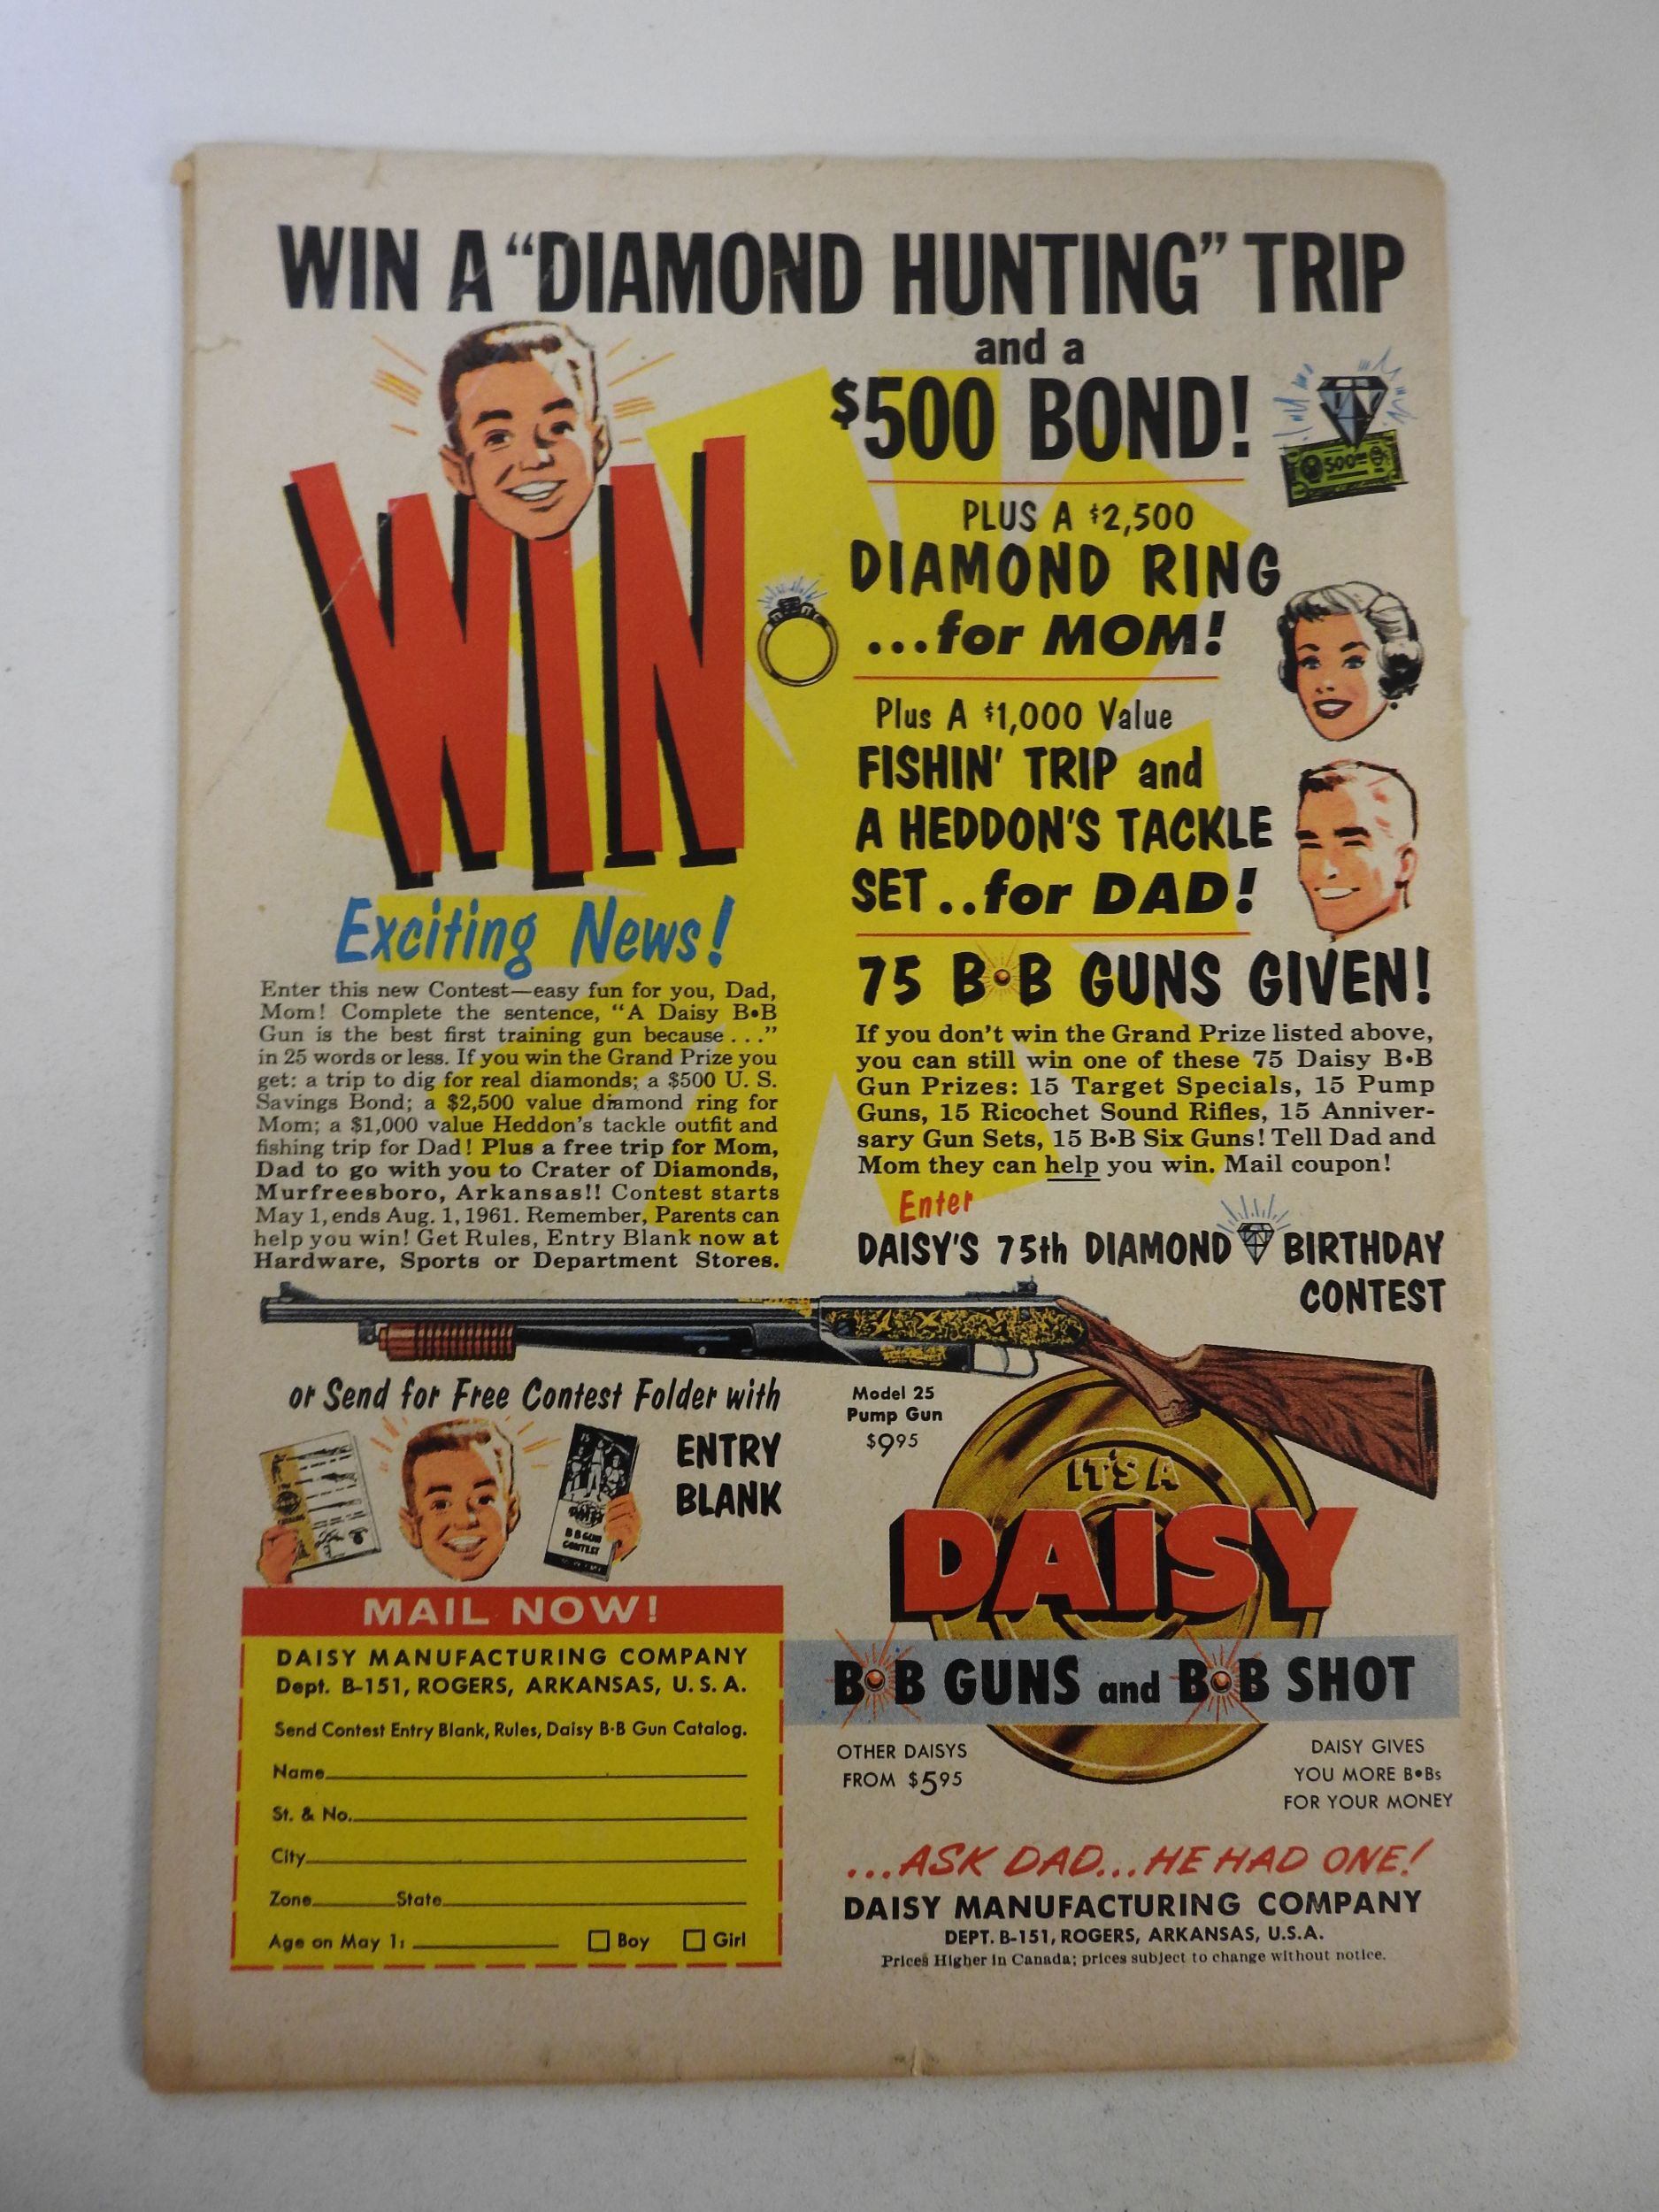 WIN A “DIAMOND HUNTING” TRIP
and a
$500 BOND!
500
PLUS A $2,500
DIAMOND RING
...for MOM!
Plus A $1,000 Value
FISHIN' TRIP and
A HEDDON'S TACKLE
SET..for DAD!
WIN
Exciting News!
Enter this new Contest—easy fun for you, Dad,
Mom! Complete the sentence, “A Daisy B•B
Gun is the best first training gun because...”
in 25 words or less. If you win the Grand Prize you
get: a trip to dig for real diamonds; a $500 U. S.
Savings Bond; a $2,500 value diamond ring for
Mom; a $1,000 value Heddon's tackle outfit and
fishing trip for Dad! Plus a free trip for Mom,
Dad to go with you to Crater of Diamonds,
Murfreesboro, Arkansas!! Contest starts
May 1, ends Aug. 1, 1961. Remember, Parents can
help you win! Get Rules, Entry Blank now at
Hardware, Sports or Department Stores.
75 B•B GUNS GIVEN!
If you don't win the Grand Prize listed above,
you can still win one of these 75 Daisy B•B
Gun Prizes: 15 Target Specials, 15 Pump
Guns, 15 Ricochet Sound Rifles, 15 Anniver-
sary Gun Sets, 15 B•B Six Guns! Tell Dad and
Mom they can help you win. Mail coupon!
Enter
DAISY'S 75th DIAMOND BIRTHDAY
CONTEST
or Send for Free Contest Folder with
ENTRY
BLANK
B B GUN
CONTEST
MAIL NOW!
DAISY MANUFACTURING COMPANY
Dept. B-151, ROGERS, ARKANSAS, U. S. A.
Send Contest Entry Blank, Rules, Daisy B·B Gun Catalog.
Name
St. & No.
City
Zone State
Age on May 1: Boy Girl
Model 25
Pump Gun
$9.95
IT'S A
DAISY
B•B GUNS and B•B SHOT
OTHER DAISYS
FROM $5.95
DAISY GIVES
YOU MORE B•Bs
FOR YOUR MONEY
...ASK DAD...HE HAD ONE!
DAISY MANUFACTURING COMPANY
DEPT. B-151, ROGERS, ARKANSAS, U.S.A.
Prices Higher in Canada; prices subject to change without notice.